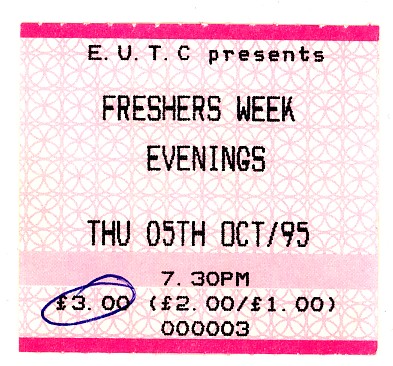 E. U. T. C presents
FRESHERS WEEK
EVENINGS
THU 05TH OCT/95
7. 30PM
£3. 00 (£2. 00/£1. 00)
000003